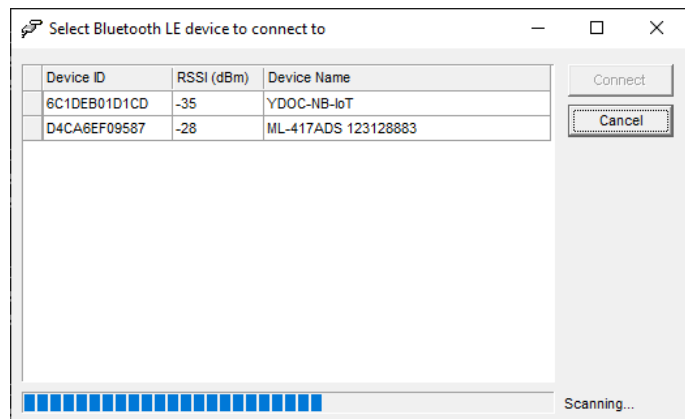 Select Bluetooth LE device to connect to
Device ID RSSI (dBm) Device Name
6C1DEB01D1CD -35 YDOC-NB-IoT
D4CA6EF09587 -28 ML-417ADS 123128883
Connect
Cancel
Scanning...